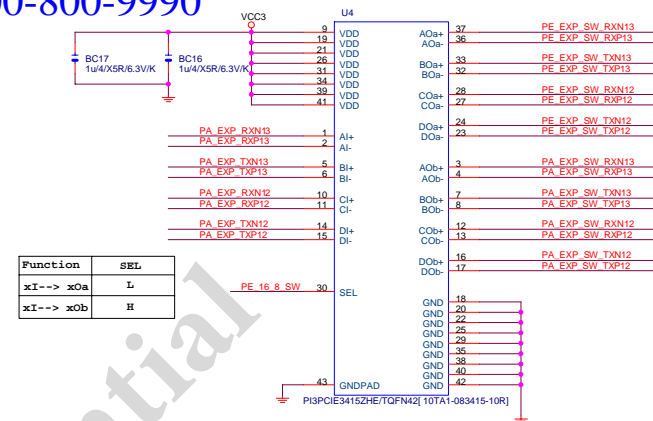 00-800-9990
VCC3
U4
BC17
1u/4/X5R/6.3V/K
BC16
1u/4/X5R/6.3V/K
9 VDD
19 VDD
21 VDD
26 VDD
31 VDD
34 VDD
39 VDD
41 VDD
PA_EXP_RXN13 1 AI+
PA_EXP_RXP13 2 AI-
PA_EXP_TXN13 5 BI+
PA_EXP_TXP13 6 BI-
PA_EXP_RXN12 10 CI+
PA_EXP_RXP12 11 CI-
PA_EXP_TXN12 14 DI+
PA_EXP_TXP12 15 DI-
PE_16_8_SW 30 SEL
43 GNDPAD
AOa+ 37 PE_EXP_SW_RXN13
AOa- 36 PE_EXP_SW_RXP13
BOa+ 33 PE_EXP_SW_TXN13
BOa- 32 PE_EXP_SW_TXP13
COa+ 28 PE_EXP_SW_RXN12
COa- 27 PE_EXP_SW_RXP12
DOa+ 24 PE_EXP_SW_TXN12
DOa- 23 PE_EXP_SW_TXP12
AOb+ 3 PA_EXP_SW_RXN13
AOb- 4 PA_EXP_SW_RXP13
BOb+ 7 PA_EXP_SW_TXN13
BOb- 8 PA_EXP_SW_TXP13
COb+ 12 PA_EXP_SW_RXN12
COb- 13 PA_EXP_SW_RXP12
DOb+ 16 PA_EXP_SW_TXN12
DOb- 17 PA_EXP_SW_TXP12
GND 18
GND 20
GND 22
GND 25
GND 29
GND 35
GND 38
GND 40
GND 42
PI3PCIE3415ZHE/TQFN42[ 10TA1-083415-10R]
Function SEL
xI--> xOa L
xI--> xOb H
ential